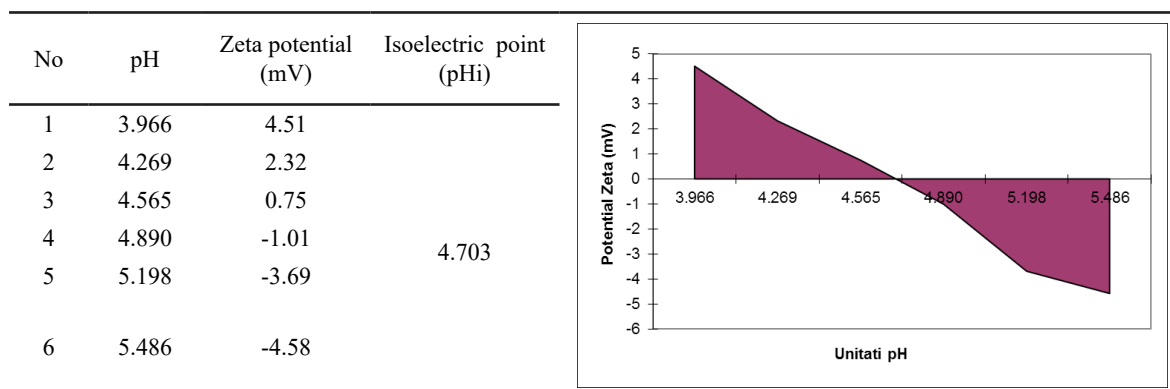 No pH Zeta potential (mV) Isoelectric point (pHi)
1 3.966 4.51
2 4.269 2.32
3 4.565 0.75
4 4.890 -1.01
4.703
5 5.198 -3.69
6 5.486 -4.58
Potential Zeta (mV)
5
4
3
2
1
0
-1
-2
-3
-4
-5
-6
3.966 4.269 4.565 4.890 5.198 5.486
Unitati pH